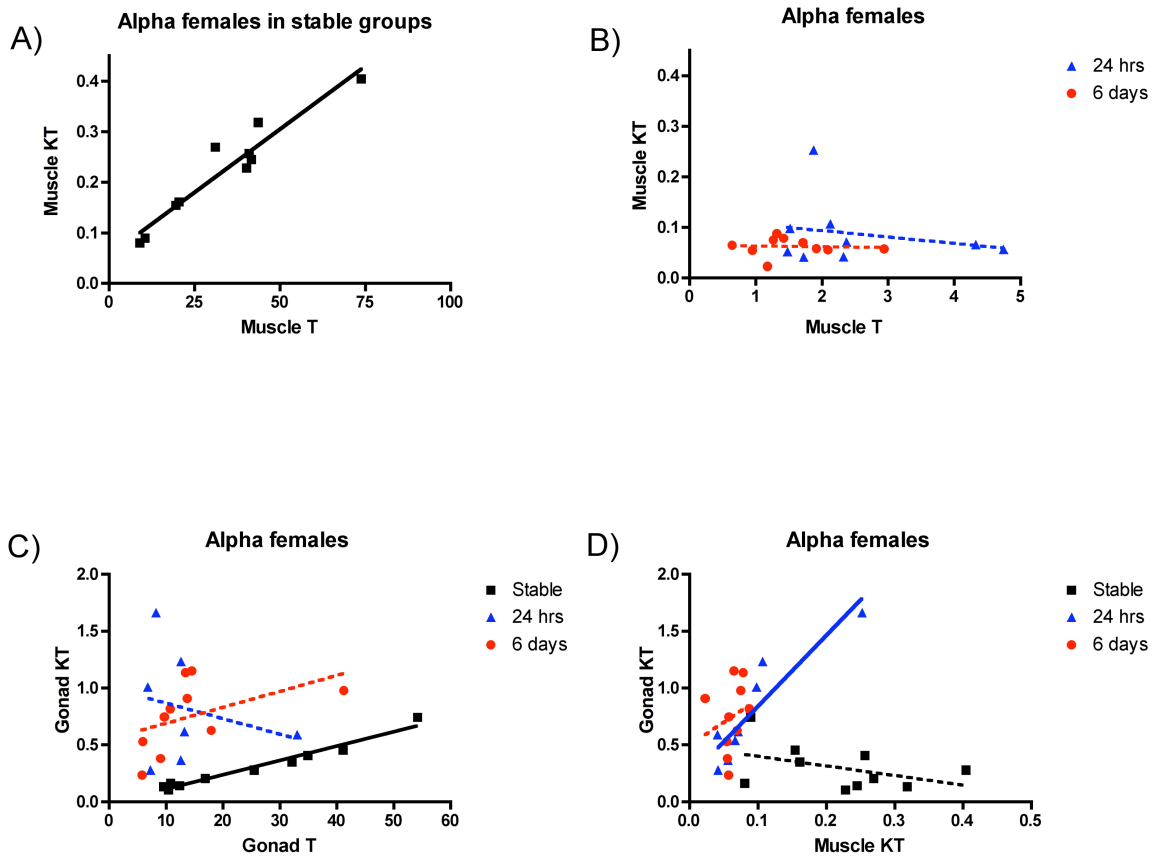 A)
Alpha females in stable groups
Muscle KT
0.4
0.3
0.2
0.1
0.0
0 25 50 75 100
Muscle T
B)
Alpha females
24 hrs
6 days
Muscle KT
0.4
0.3
0.2
0.1
0.0
0 1 2 3 4 5
Muscle T
C)
Alpha females
Stable
24 hrs
6 days
Gonad KT
2.0
1.5
1.0
0.5
0.0
0 10 20 30 40 50 60
Gonad T
D)
Alpha females
Stable
24 hrs
6 days
Gonad KT
2.0
1.5
1.0
0.5
0.0
0.0 0.1 0.2 0.3 0.4 0.5
Muscle KT